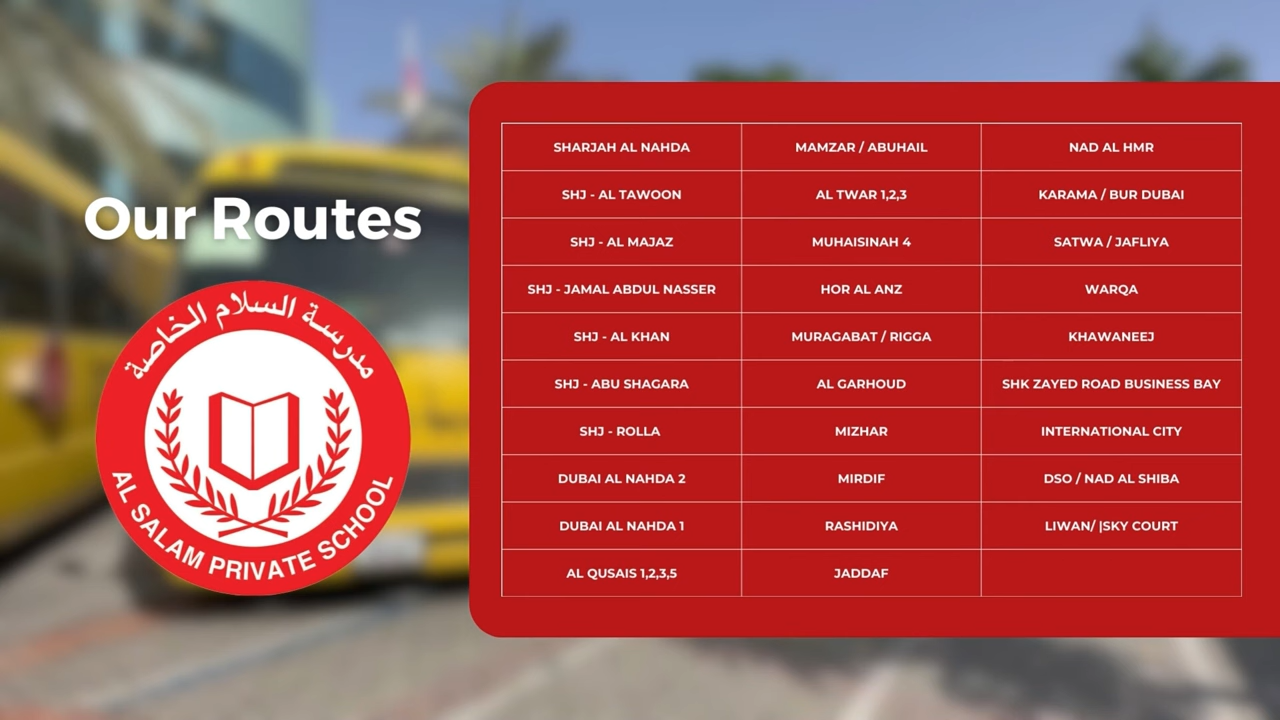 Our Routes
مدرسة السلام الخاصة
AL SALAM PRIVATE SCHOOL
SHARJAH AL NAHDA MAMZAR / ABUHAIL NAD AL HMR
SHJ - AL TAWOON AL TWAR 1,2,3 KARAMA / BUR DUBAI
SHJ - AL MAJAZ MUHAISINAH 4 SATWA / JAFLIYA
SHJ - JAMAL ABDUL NASSER HOR AL ANZ WARQA
SHJ - AL KHAN MURAGABAT / RIGGA KHAWANEEJ
SHJ - ABU SHAGARA AL GARHOUD SHK ZAYED ROAD BUSINESS BAY
SHJ - ROLLA MIZHAR INTERNATIONAL CITY
DUBAI AL NAHDA 2 MIRDIF DSO / NAD AL SHIBA
DUBAI AL NAHDA 1 RASHIDIYA LIWAN/ |SKY COURT
AL QUSAIS 1,2,3,5 JADDAF